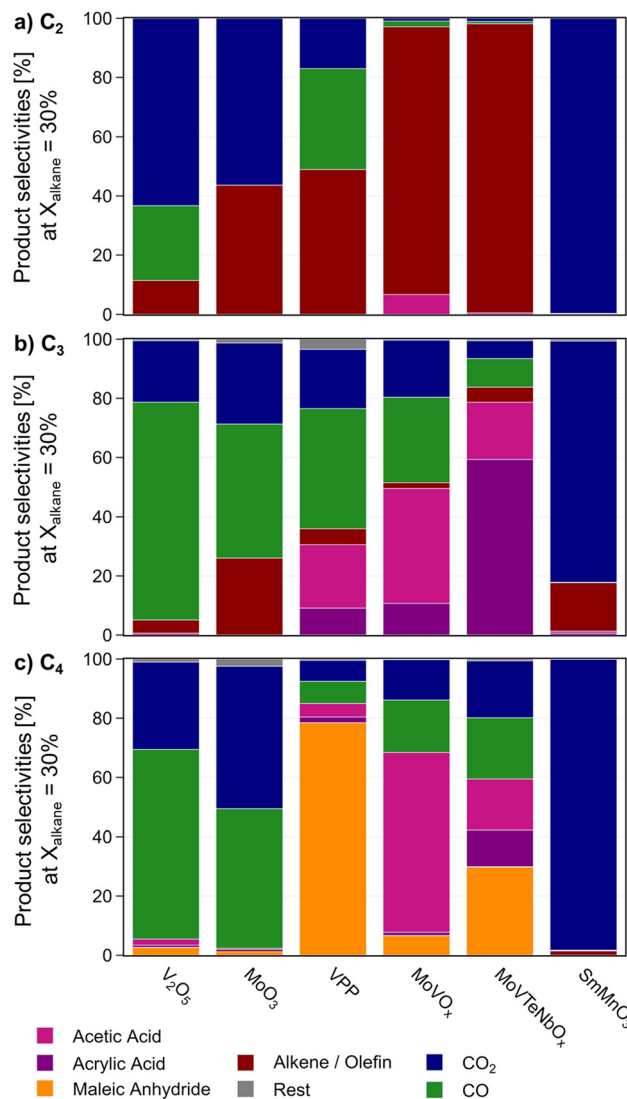 a) C₂
Product selectivities [%]
at Xalkane = 30%
100
80
60
40
20
0
b) C₃
Product selectivities [%]
at Xalkane = 30%
100
80
60
40
20
0
c) C₄
Product selectivities [%]
at Xalkane = 30%
100
80
60
40
20
0
V₂O₅
MoO₃
VPP
MoVOₓ
MoVTeNbOₓ
SmMnO₃
Acetic Acid
Acrylic Acid
Alkene / Olefin
CO₂
Maleic Anhydride
Rest
CO